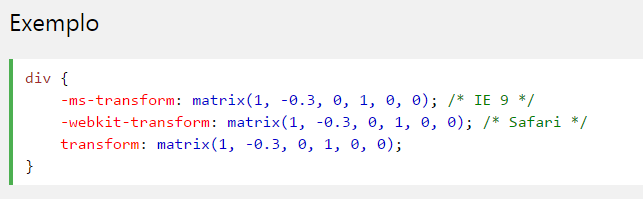 Exemplo
div {
    -ms-transform: matrix(1, -0.3, 0, 1, 0, 0); /* IE 9 */
    -webkit-transform: matrix(1, -0.3, 0, 1, 0, 0); /* Safari */
    transform: matrix(1, -0.3, 0, 1, 0, 0);
}